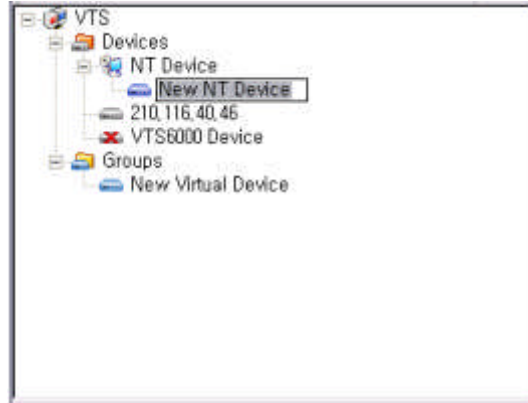 VTS
Devices
NT Device
New NT Device
210,116,40,46
VTS6000 Device
Groups
New Virtual Device